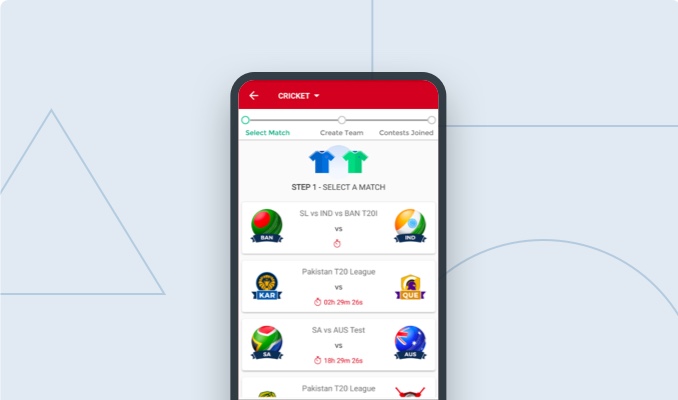 CRICKET
Select Match Create Team Contests Joined
STEP 1 - SELECT A MATCH
SL vs IND vs BAN T20I
BAN vs IND
Pakistan T20 League
KAR vs QUE
02h 29m 26s
SA vs AUS Test
SA vs AUS
18h 29m 26s
Pakistan T20 League